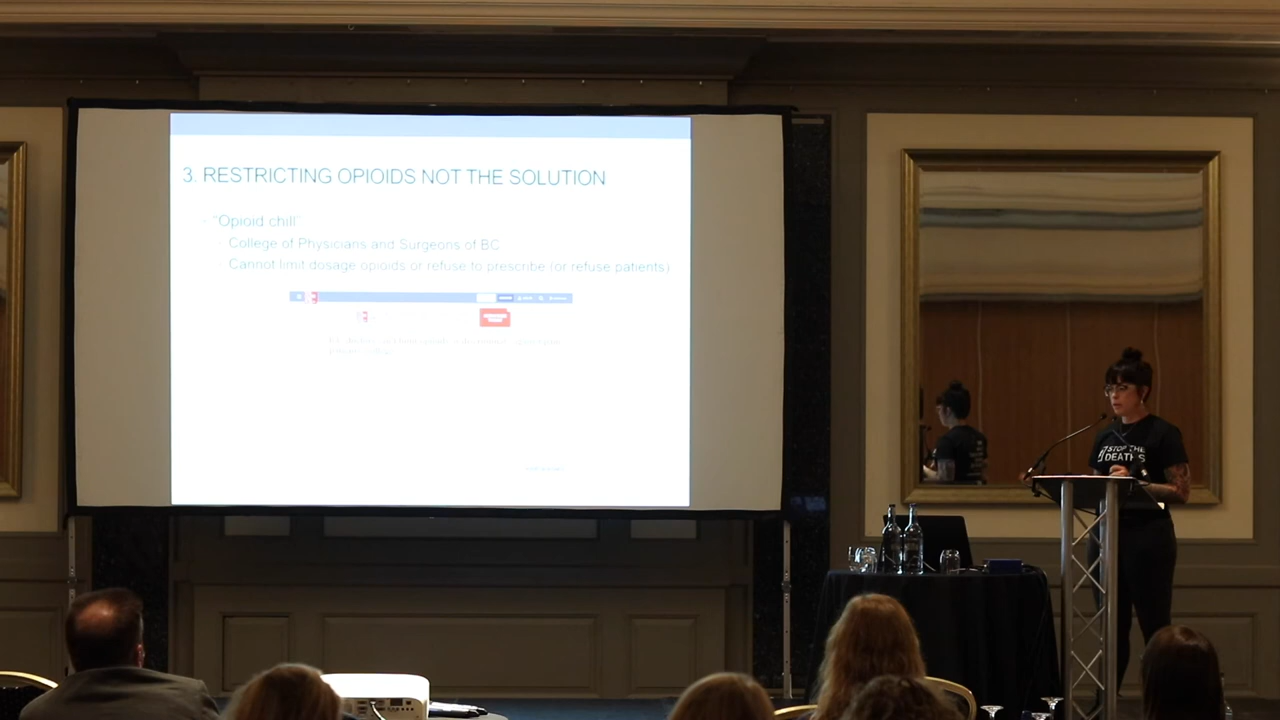 3. RESTRICTING OPIOIDS NOT THE SOLUTION
"Opioid chill"
College of Physicians and Surgeons of BC
Cannot limit dosage opioids or refuse to prescribe (or refuse patients)
STOP THE
DEATHS